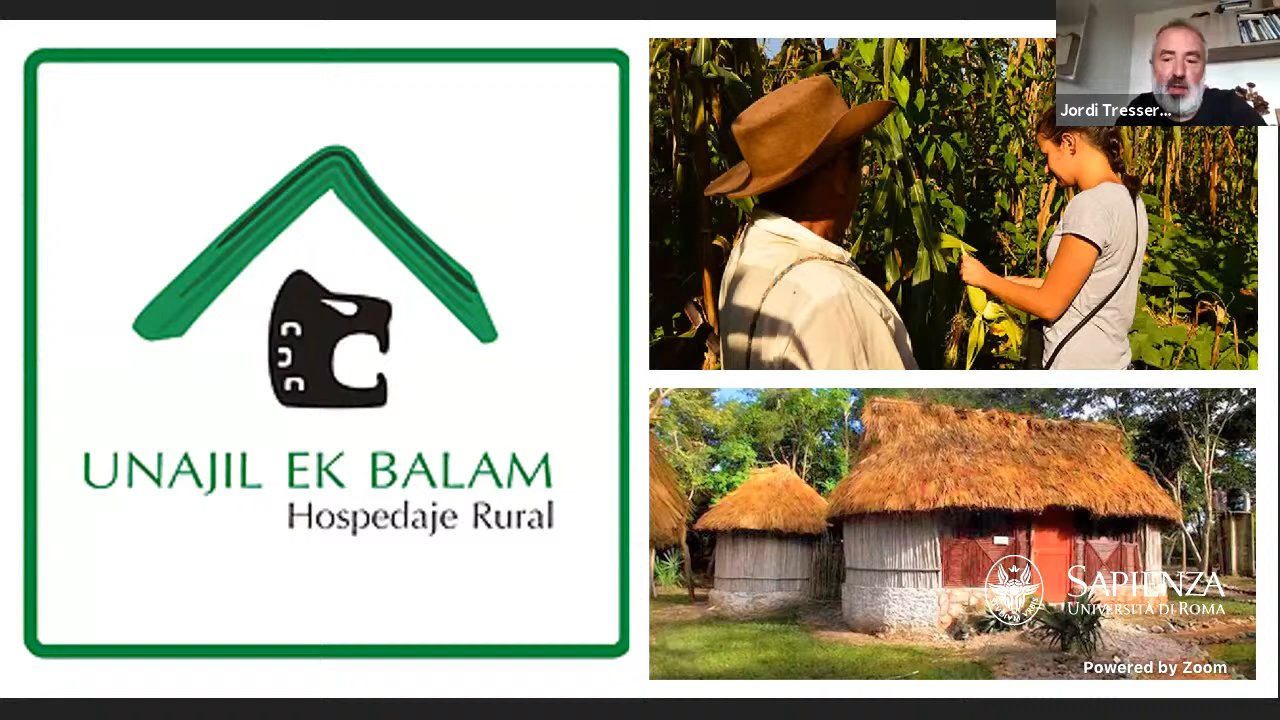 Jordi Tresser...
UNAJIL EK BALAM
Hospedaje Rural
SAPIENZA
UNIVERSITÀ DI ROMA
Powered by Zoom